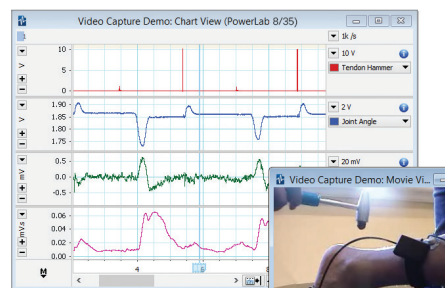 Video Capture Demo: Chart View (PowerLab 8/35)
1k /s
10
5
0
V
10 V
Tendon Hammer
1.90
1.85
1.80
1.75
V
2 V
Joint Angle
0.5
0.0
-0.5
mV
20 mV
Video Capture Demo: Movie Vi...
0.06
0.04
0.02
0.00
mVs
M
4
6
8